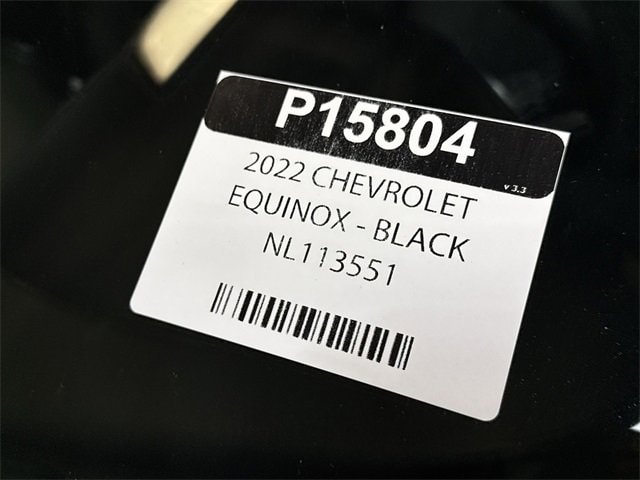 P15804
v 3.3
2022 CHEVROLET
EQUINOX - BLACK
NL113551